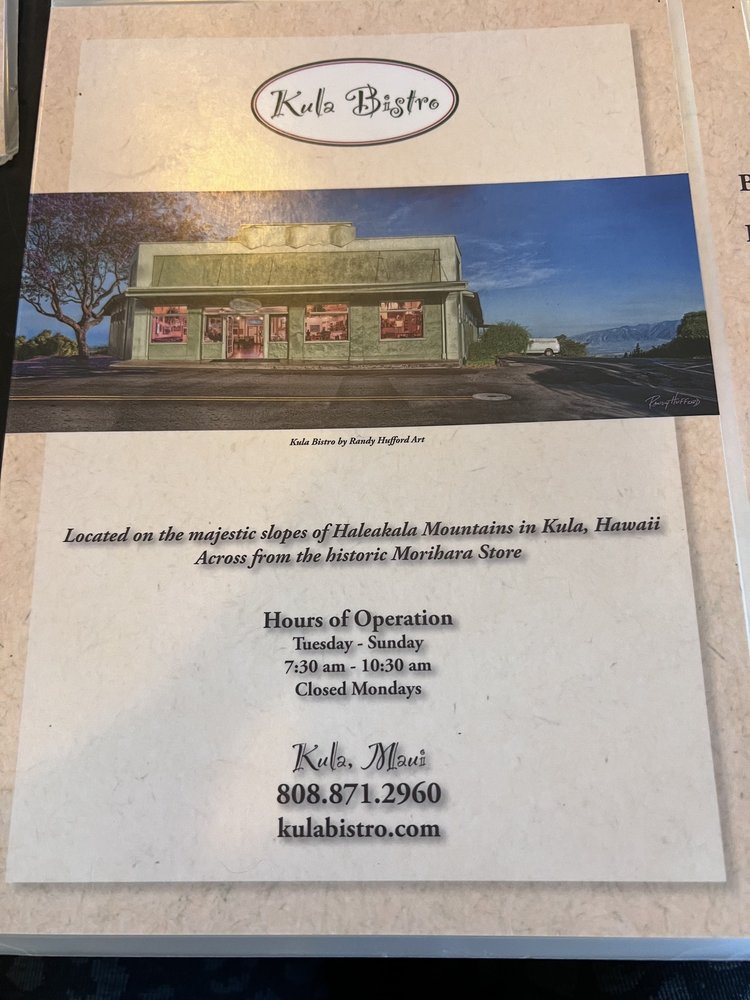 Kula Bistro
Randy Hufford
Kula Bistro by Randy Hufford Art
Located on the majestic slopes of Haleakala Mountains in Kula, Hawaii
Across from the historic Morihara Store
Hours of Operation
Tuesday - Sunday
7:30 am - 10:30 am
Closed Mondays
Kula, Maui
808.871.2960
kulabistro.com